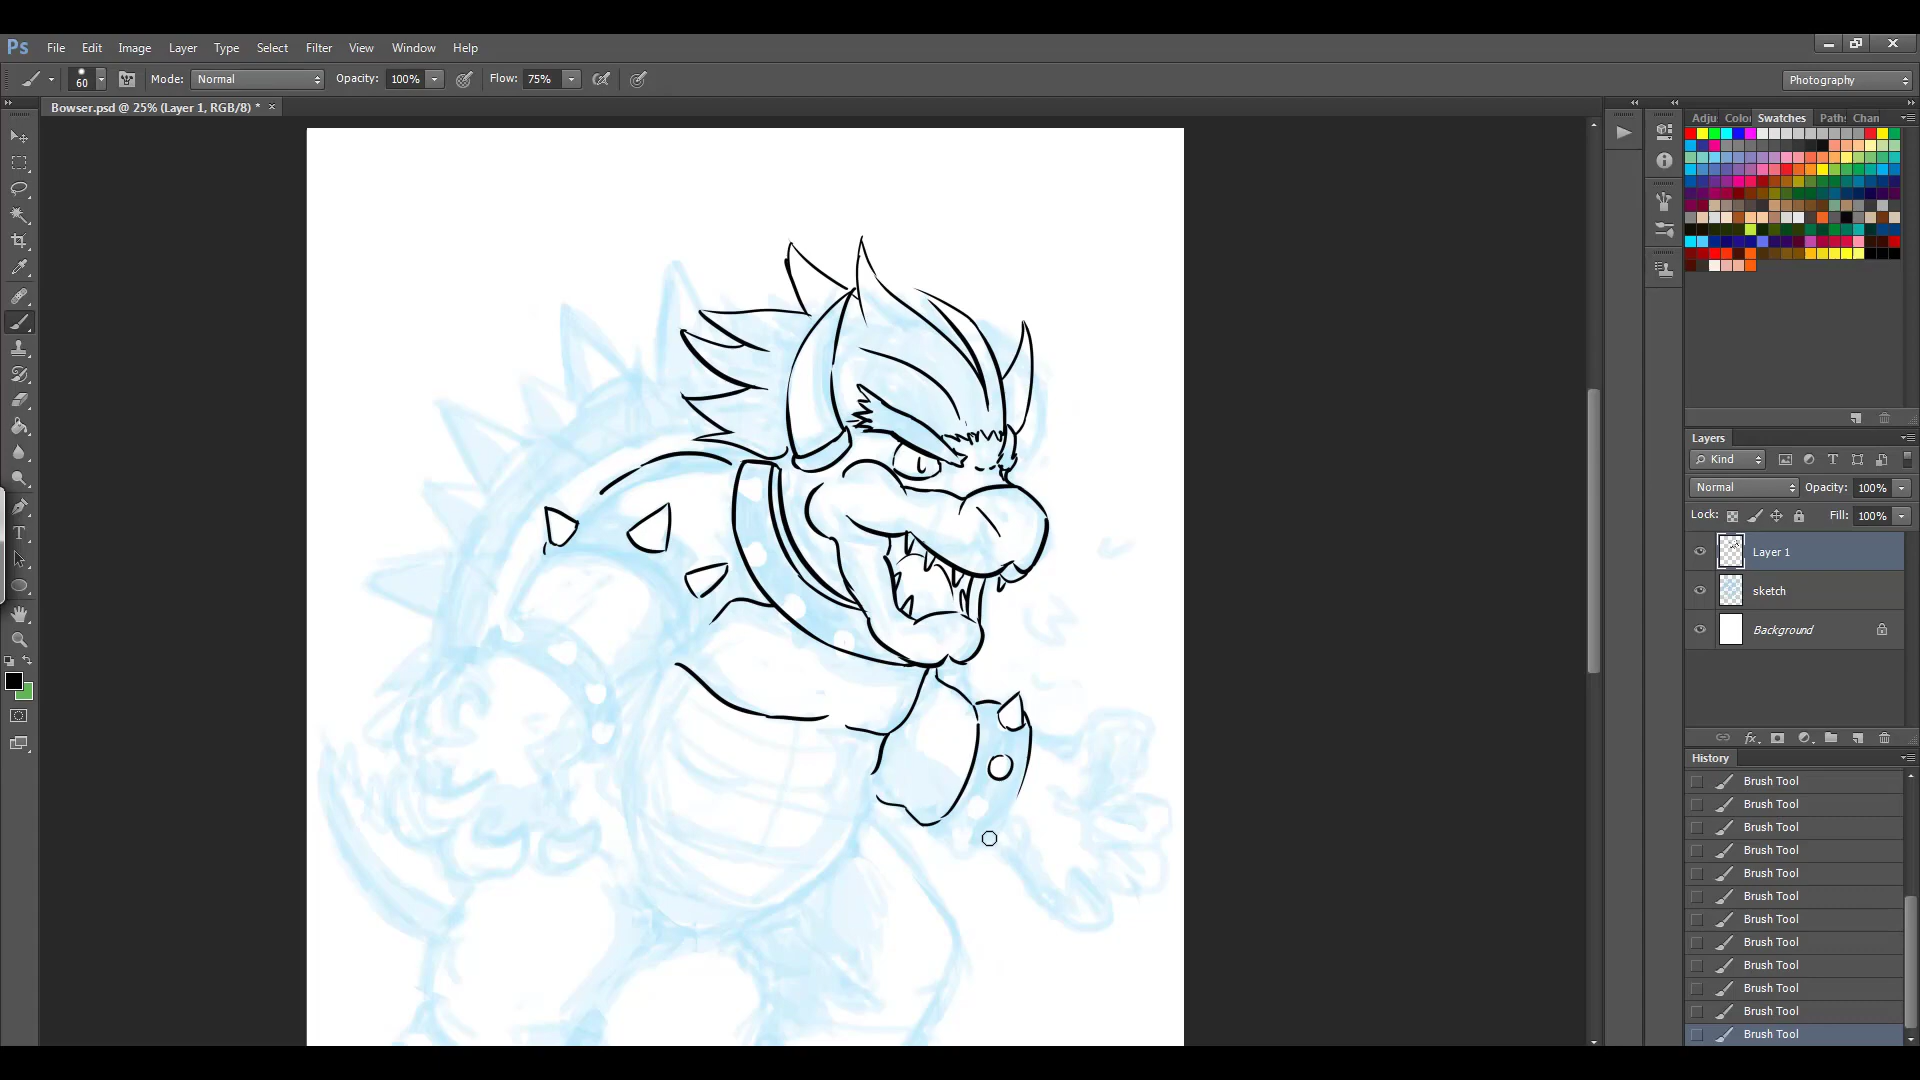 Ps File Edit Image Layer Type Select Filter View Window Help
60 Mode: Normal Opacity: 100% Flow: 75% Photography
Bowser.psd @ 25% (Layer 1, RGB/8) * ×
Adju Color Swatches Paths Chan
Layers
Kind
Normal Opacity: 100%
Lock: Fill: 100%
Layer 1
sketch
Background
fx
History
Brush Tool
Brush Tool
Brush Tool
Brush Tool
Brush Tool
Brush Tool
Brush Tool
Brush Tool
Brush Tool
Brush Tool
Brush Tool
Brush Tool